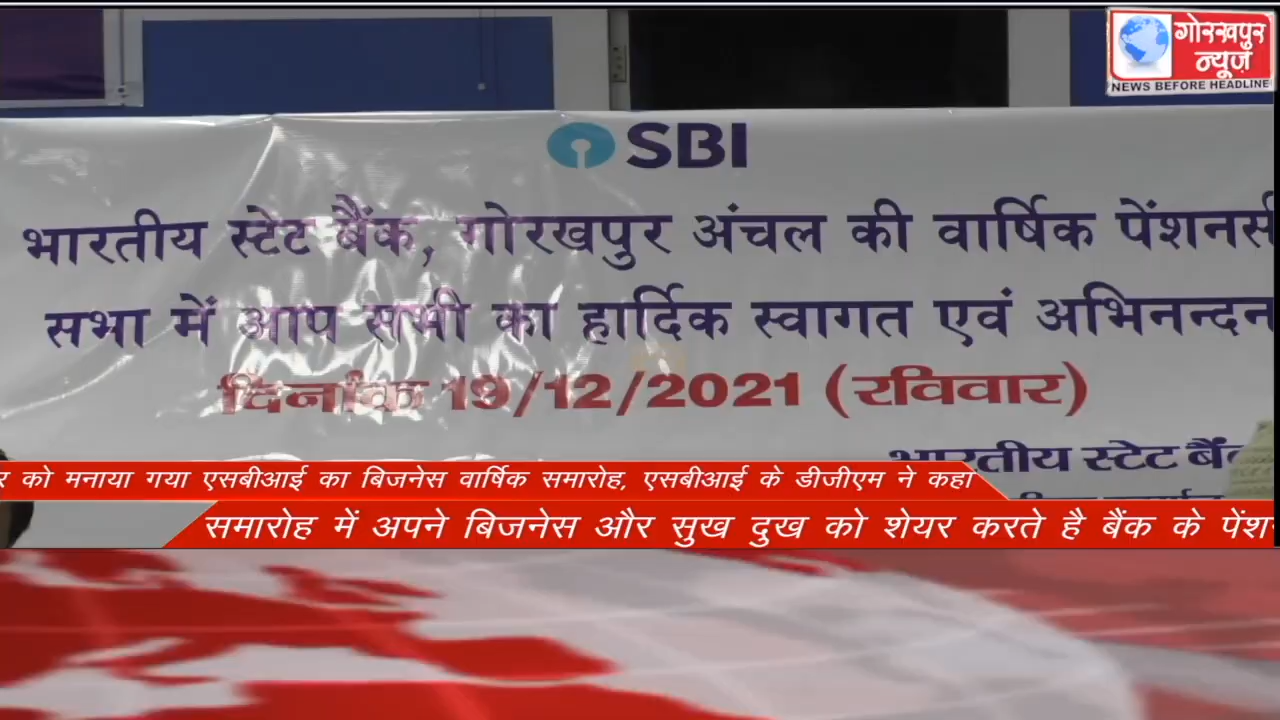 गोरखपुर
न्यूज़
NEWS BEFORE HEADLINE
SBI
भारतीय स्टेट बैंक, गोरखपुर अंचल की वार्षिक पेंशनर्स
सभा में आप सभी का हार्दिक स्वागत एवं अभिनन्दन
दिनांक 19/12/2021 (रविवार)
भारतीय स्टेट बैंक
र को मनाया गया एसबीआई का बिजनेस वार्षिक समारोह, एसबीआई के डीजीएम ने कहा
समारोह में अपने बिजनेस और सुख दुख को शेयर करते है बैंक के पेंश